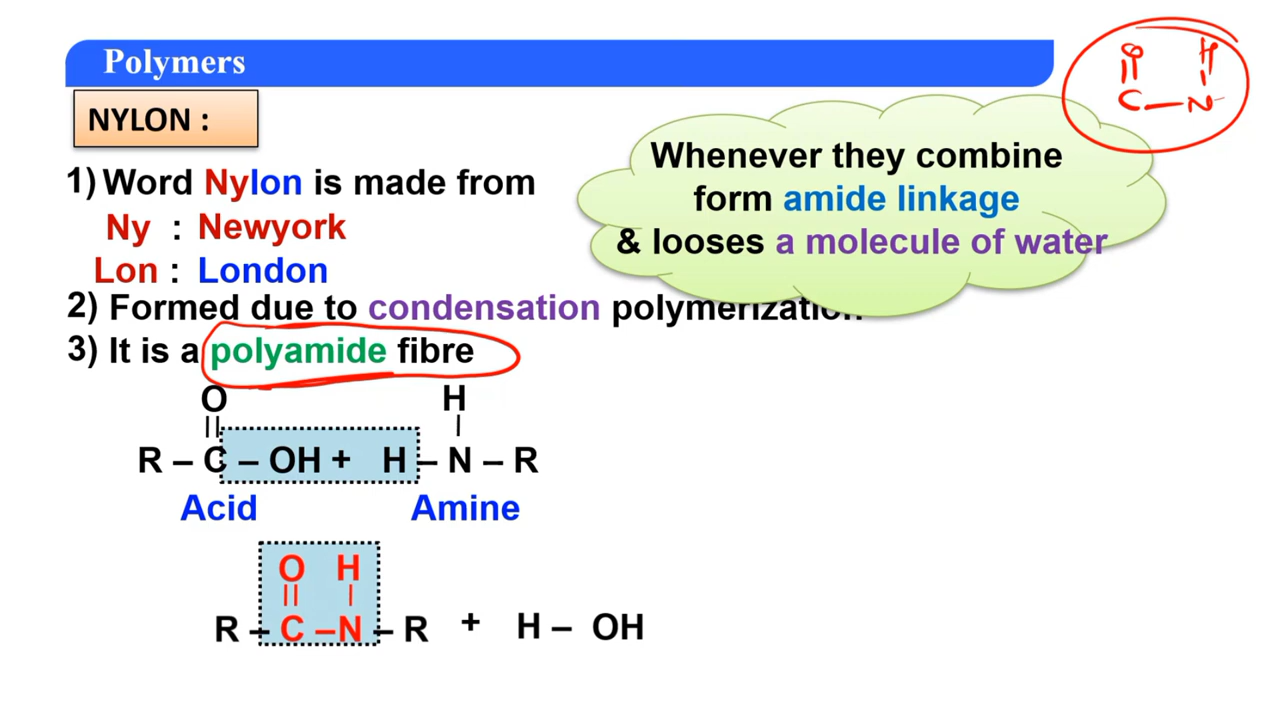 Polymers
NYLON :
O H
||  |
C — N
Whenever they combine
form amide linkage
& looses a molecule of water
1) Word Nylon is made from
Ny : Newyork
Lon : London
2) Formed due to condensation polymerization
3) It is a polyamide fibre
O H
||  |
R – C – OH + H – N – R
Acid Amine
O H
||  |
R – C – N – R + H – OH